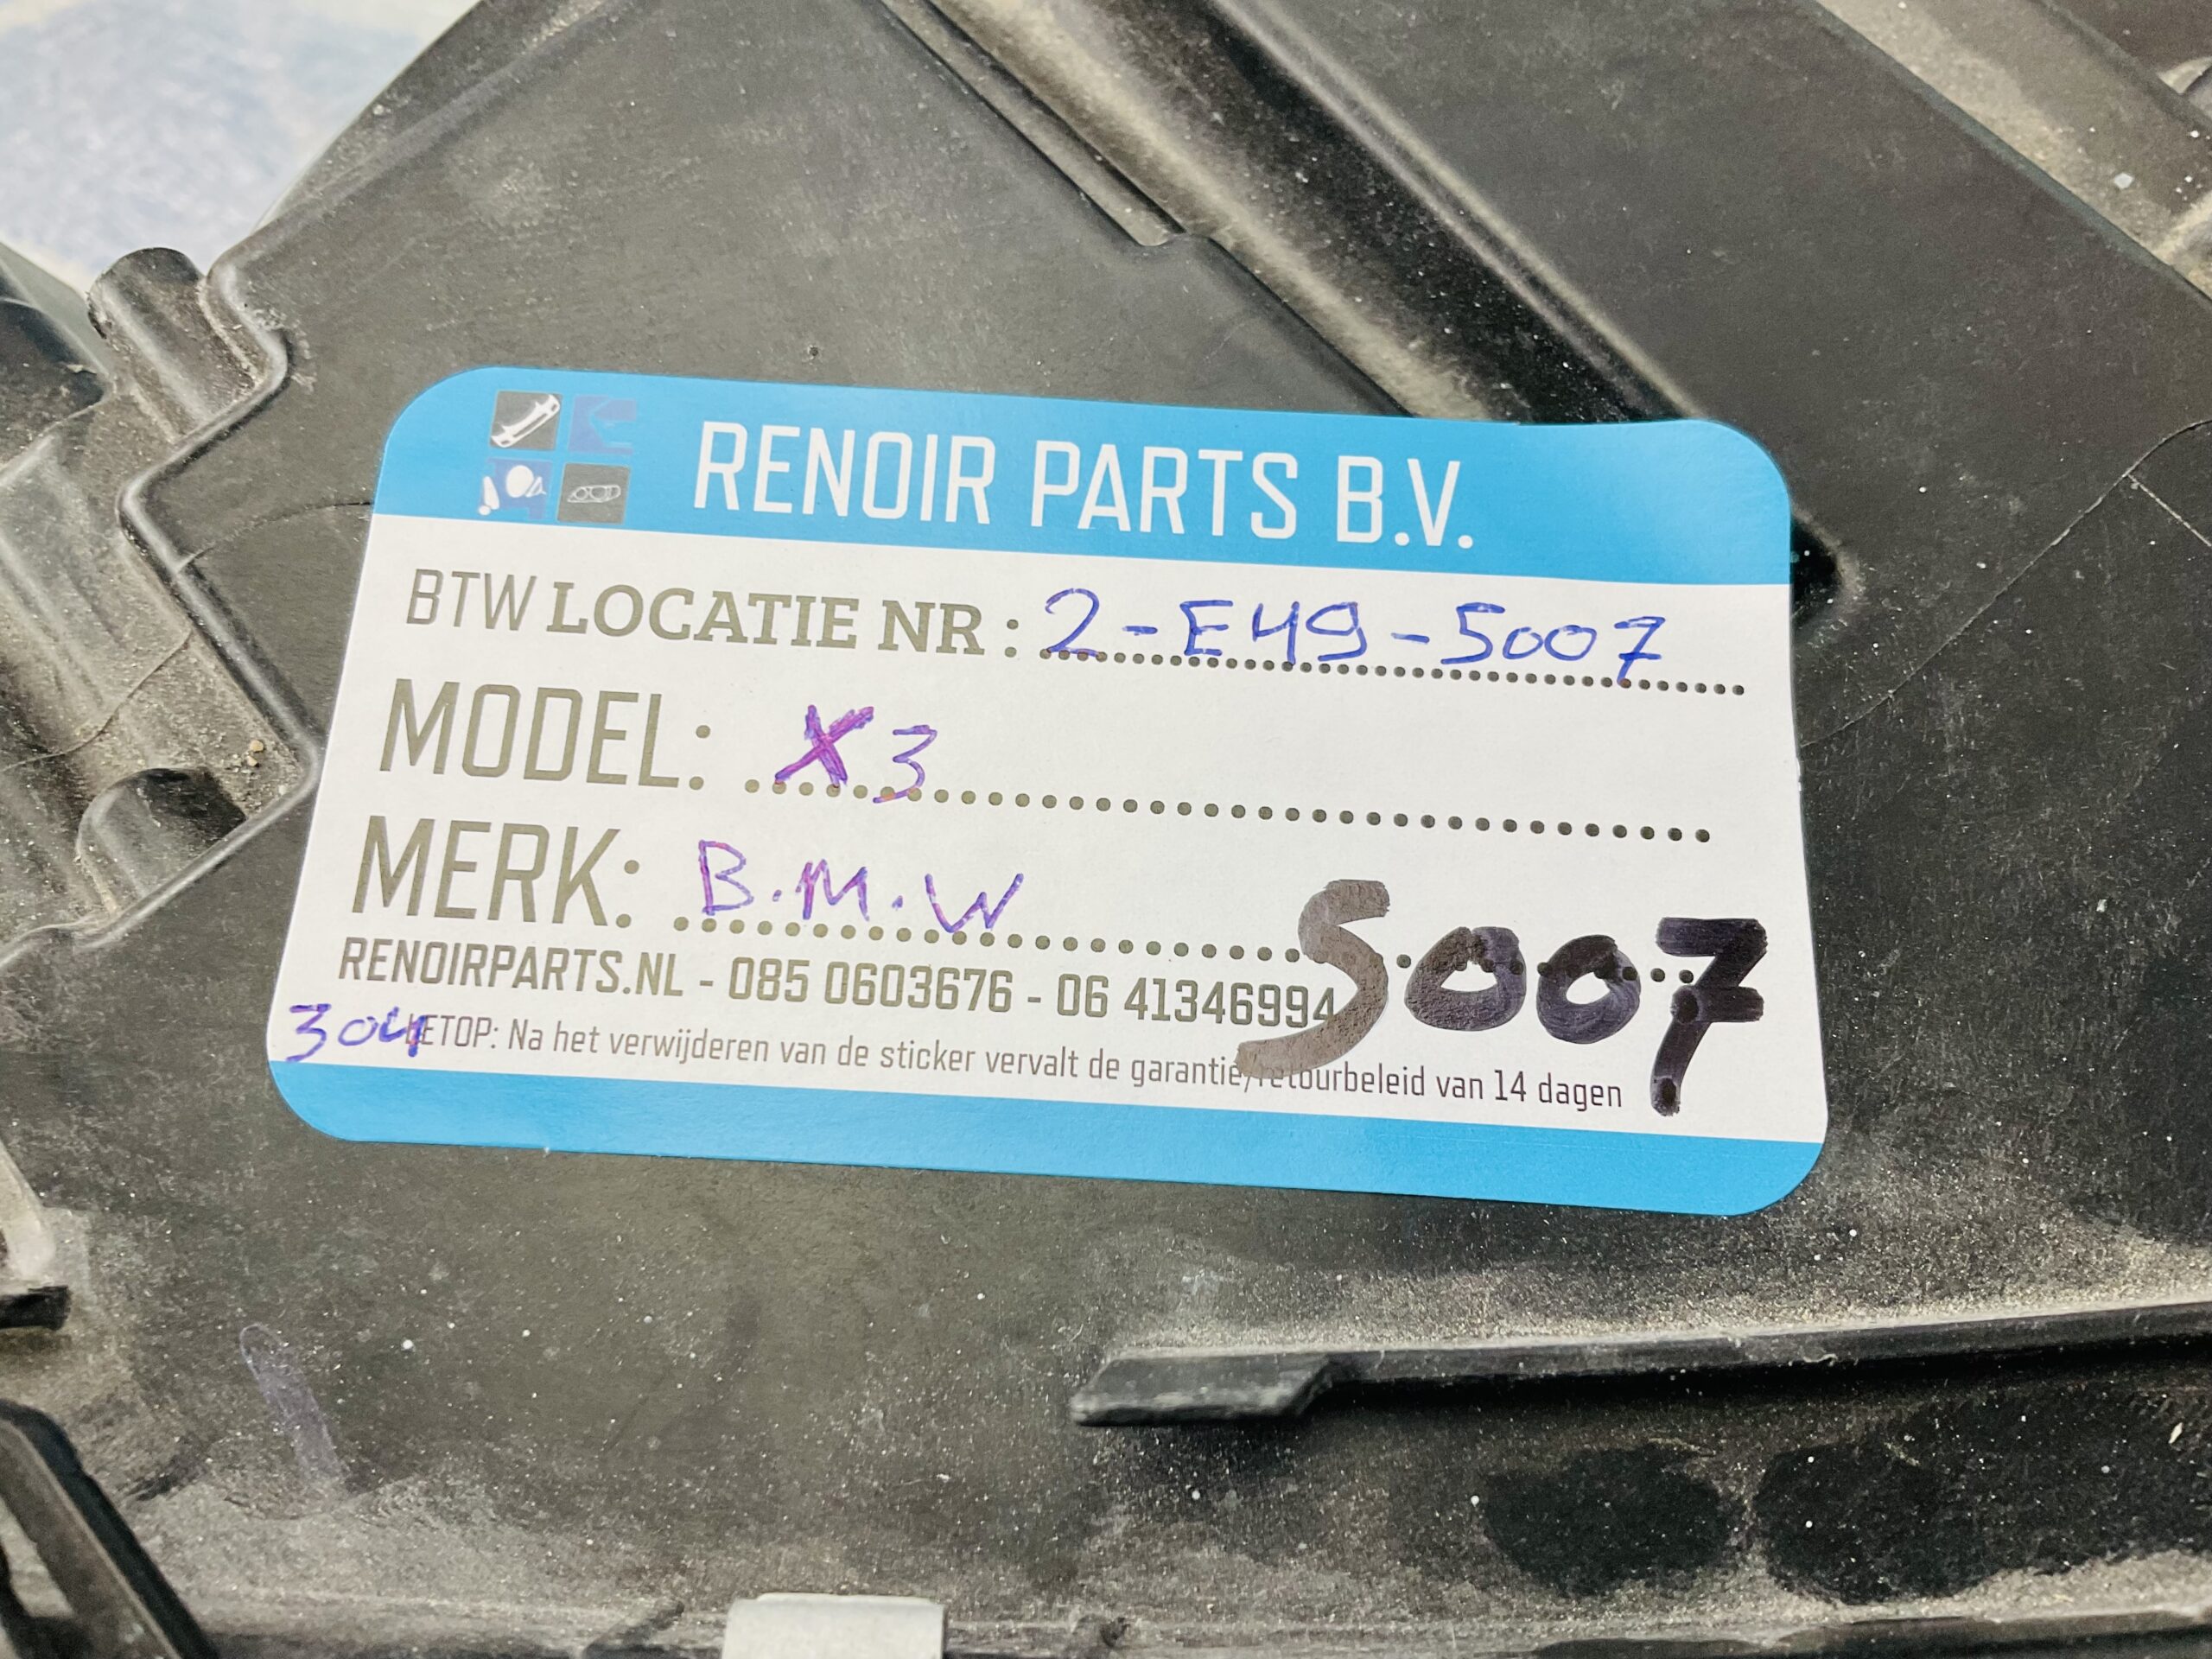 RENOIR PARTS B.V.
BTW LOCATIE NR : 2-E49-5007
MODEL: X3
MERK: B.M.W
5007
RENOIRPARTS.NL - 085 0603676 - 06 41346994
304
LETOP: Na het verwijderen van de sticker vervalt de garantie/retourbeleid van 14 dagen